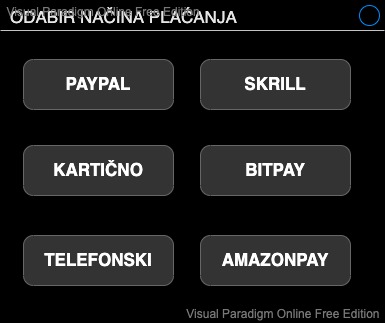 Visual Paradigm Online Free Edition
ODABIR NAČINA PLAĆANJA
PAYPAL SKRILL
KARTIČNO BITPAY
TELEFONSKI AMAZONPAY
Visual Paradigm Online Free Edition